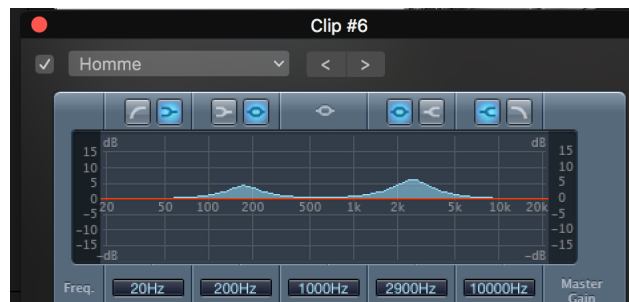 Clip #6
Homme
< >
dB dB
15 15
10 10
5 5
0 0
20 50 100 200 500 1k 2k 5k 10k 20k
-5 -5
-10 -10
-15 -15
-dB -dB
Freq. 20Hz 200Hz 1000Hz 2900Hz 10000Hz Master
Gain